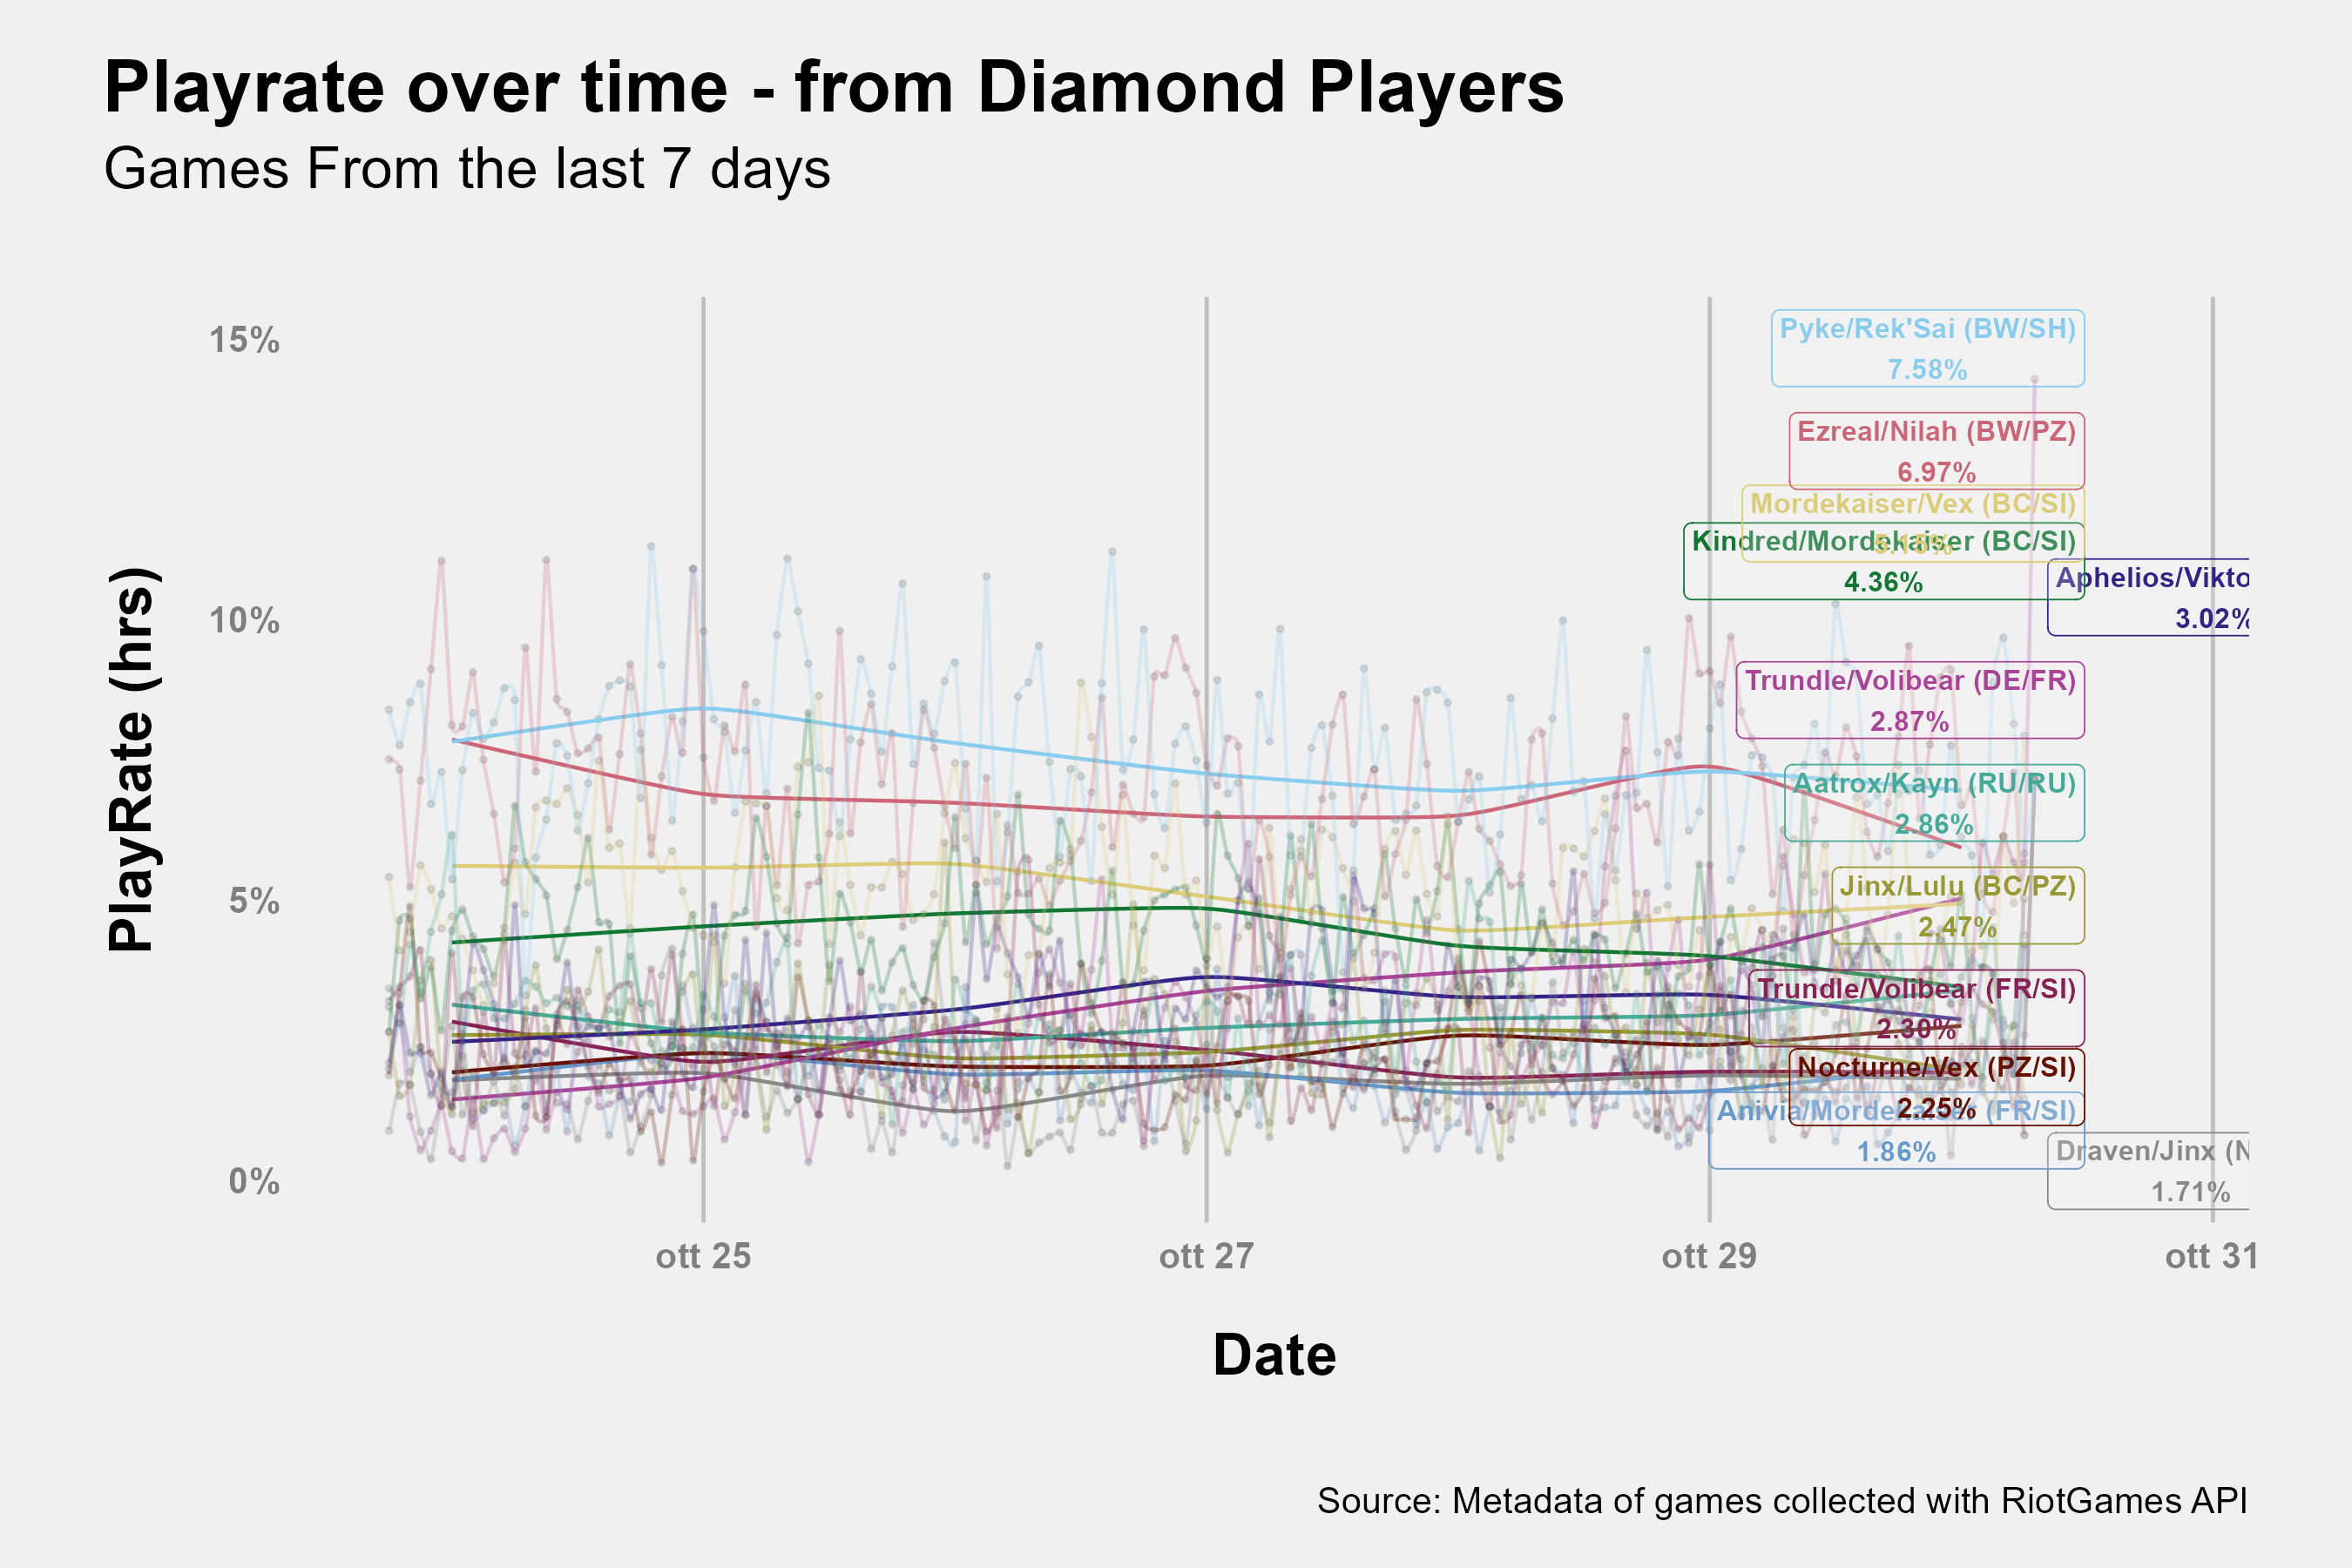 Playrate over time - from Diamond Players
Games From the last 7 days
PlayRate (hrs)
15%
10%
5%
0%
Pyke/Rek'Sai (BW/SH)
7.58%
Ezreal/Nilah (BW/PZ)
6.97%
Mordekaiser/Vex (BC/SI)
5.15%
Kindred/Mordekaiser (BC/SI)
4.36%
Aphelios/Vikto
3.02%
Trundle/Volibear (DE/FR)
2.87%
Aatrox/Kayn (RU/RU)
2.86%
Jinx/Lulu (BC/PZ)
2.47%
Trundle/Volibear (FR/SI)
2.30%
Nocturne/Vex (PZ/SI)
2.25%
Anivia/Mordekaiser (FR/SI)
1.86%
Draven/Jinx (N
1.71%
ott 25
ott 27
ott 29
ott 31
Date
Source: Metadata of games collected with RiotGames API